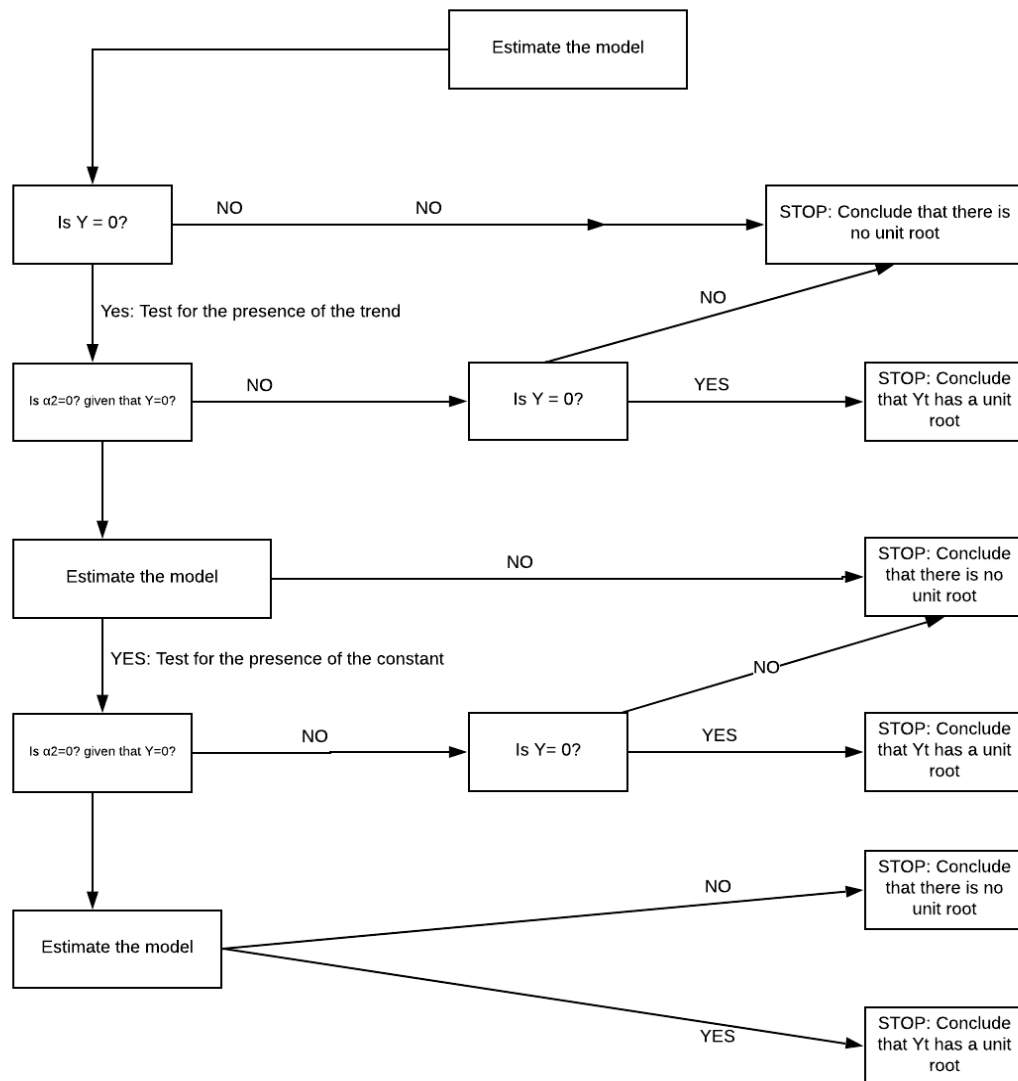 Estimate the model
Is Y = 0?
NO
NO
STOP: Conclude that there is
no unit root
Yes: Test for the presence of the trend
NO
Is α2=0? given that Y=0?
NO
Is Y = 0?
YES
STOP: Conclude
that Yt has a unit
root
Estimate the model
NO
STOP: Conclude
that there is no
unit root
YES: Test for the presence of the constant
NO
Is α2=0? given that Y=0?
NO
Is Y= 0?
YES
STOP: Conclude
that Yt has a unit
root
Estimate the model
NO
STOP: Conclude
that there is no
unit root
YES
STOP: Conclude
that Yt has a unit
root